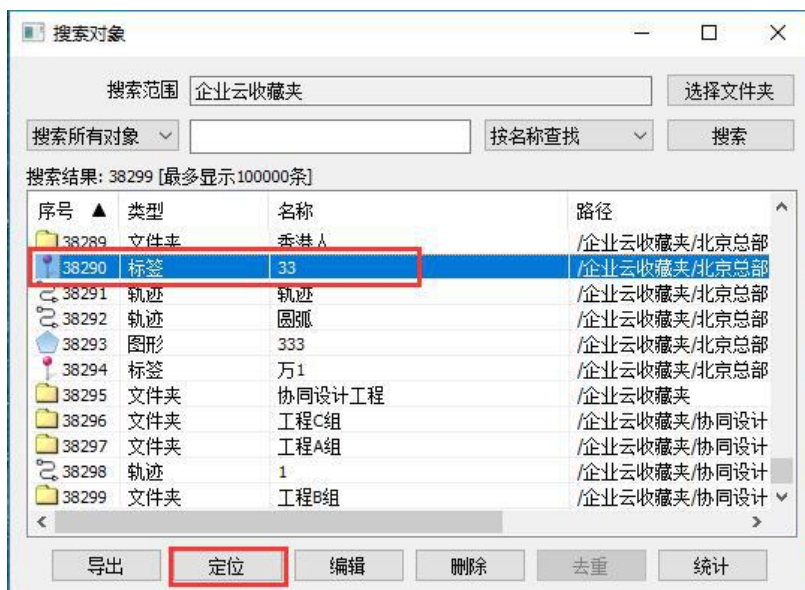 搜索对象
搜索范围 企业云收藏夹 选择文件夹
搜索所有对象 按名称查找 搜索
搜索结果: 38299 [最多显示100000条]
序号 类型 名称 路径
38289 文件夹 香港人 /企业云收藏夹/北京总部
38290 标签 33 /企业云收藏夹/北京总部
38291 轨迹 轨迹 /企业云收藏夹/北京总部
38292 轨迹 圆弧 /企业云收藏夹/北京总部
38293 图形 333 /企业云收藏夹/北京总部
38294 标签 万1 /企业云收藏夹/北京总部
38295 文件夹 协同设计工程 /企业云收藏夹
38296 文件夹 工程C组 /企业云收藏夹/协同设计
38297 文件夹 工程A组 /企业云收藏夹/协同设计
38298 轨迹 1 /企业云收藏夹/协同设计
38299 文件夹 工程B组 /企业云收藏夹/协同设计
导出 定位 编辑 删除 去重 统计